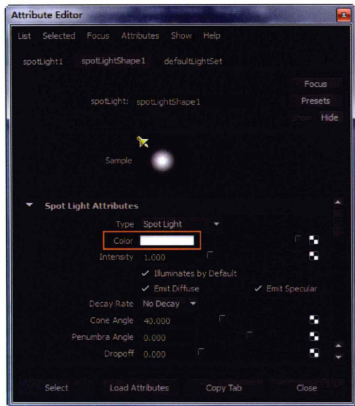 Attribute Editor
List Selected Focus Attributes Show Help
spotLight1 spotLightShape1 defaultLightSet
Focus
spotLight: spotLightShape1
Presets
Show Hide
Sample
Spot Light Attributes
Type Spot Light
Color
Intensity 1.000
Illuminates by Default
Emit Diffuse Emit Specular
Decay Rate No Decay
Cone Angle 40.000
Penumbra Angle 0.000
Dropoff 0.000
Select Load Attributes Copy Tab Close